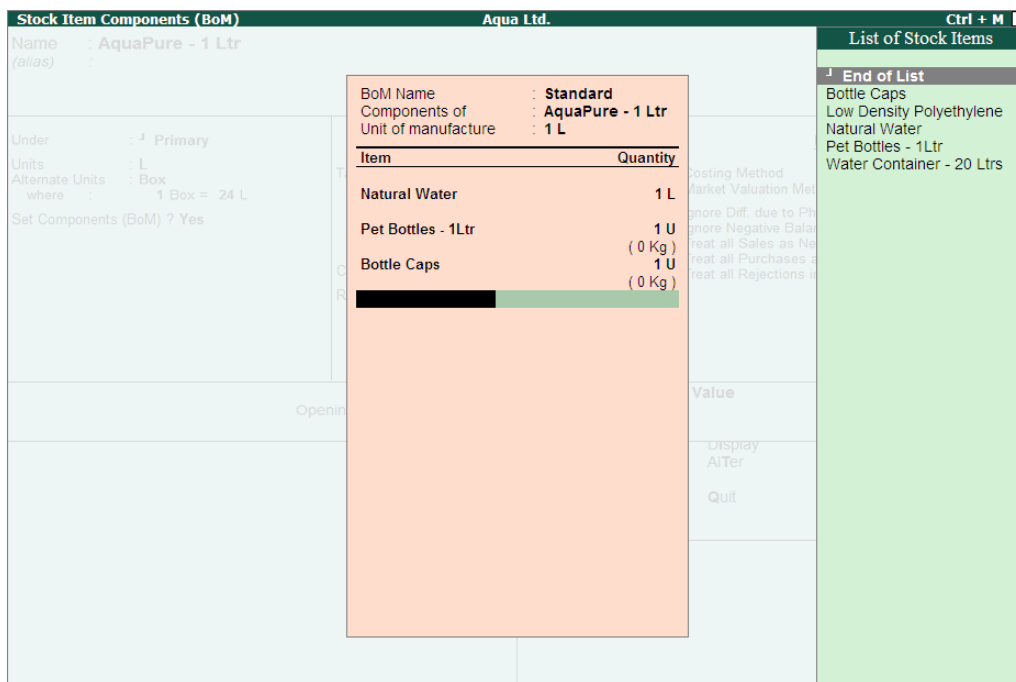 Stock Item Components (BoM) Aqua Ltd. Ctrl + M
Name : AquaPure - 1 Ltr
(alias) :
Under : ┘ Primary
Units : L
Alternate Units : Box
where : 1 Box = 24 L
Set Components (BoM) ? Yes
BoM Name : Standard
Components of : AquaPure - 1 Ltr
Unit of manufacture : 1 L
Item Quantity
Natural Water 1 L
Pet Bottles - 1Ltr 1 U
( 0 Kg )
Bottle Caps 1 U
( 0 Kg )
Costing Method
Market Valuation Met
Ignore Diff. due to Ph
Ignore Negative Balan
Treat all Sales as Ne
Treat all Purchases a
Treat all Rejections i
Openin
Value
Display
AlTer
Quit
List of Stock Items
┘ End of List
Bottle Caps
Low Density Polyethylene
Natural Water
Pet Bottles - 1Ltr
Water Container - 20 Ltrs